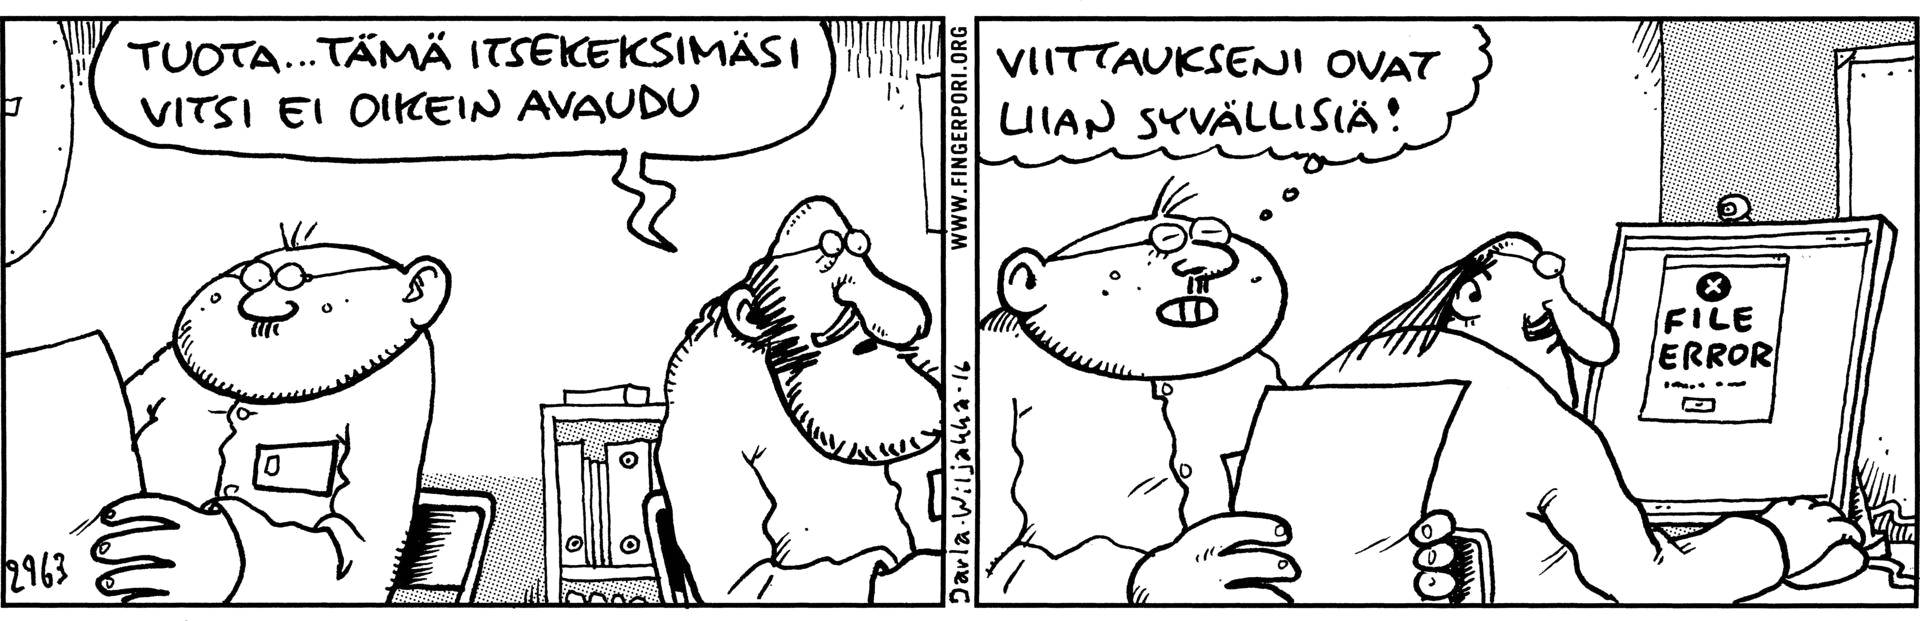 TUOTA...TÄMÄ ITSEKEKSIMÄSI
VITSI EI OIKEIN AVAUDU
2963
WWW.FINGERPORI.ORG
Jarla-Wiljahha-16
VIITTAUKSENI OVAT
LIIAN SYVÄLLISIÄ!
FILE
ERROR